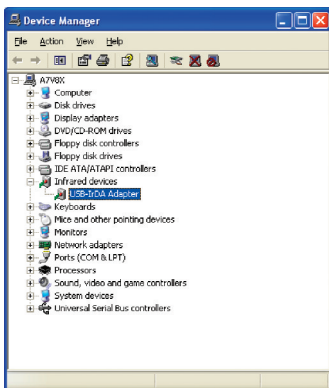 Device Manager
File Action View Help
A7V8X
Computer
Disk drives
Display adapters
DVD/CD-ROM drives
Floppy disk controllers
Floppy disk drives
IDE ATA/ATAPI controllers
Infrared devices
USB-IrDA Adapter
Keyboards
Mice and other pointing devices
Monitors
Network adapters
Ports (COM & LPT)
Processors
Sound, video and game controllers
System devices
Universal Serial Bus controllers